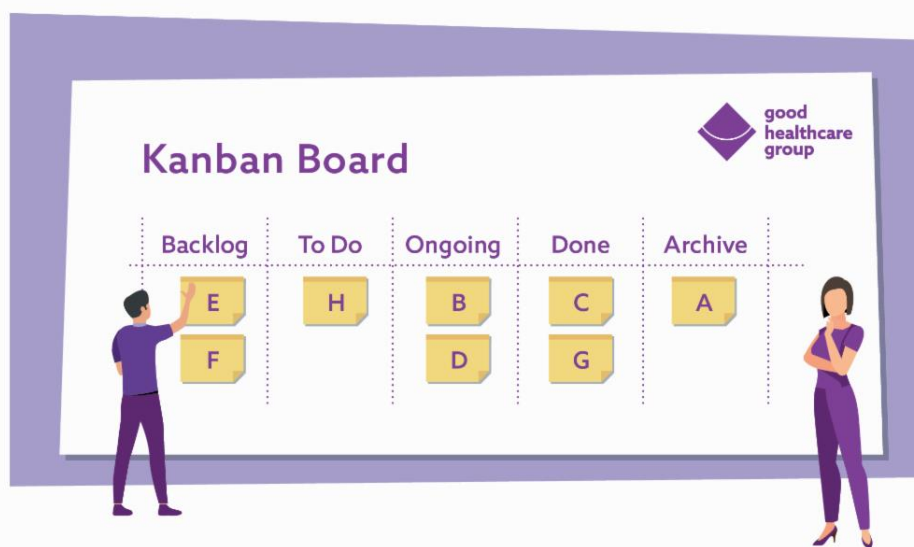 good
healthcare
group
Kanban Board
Backlog To Do Ongoing Done Archive
E H B C A
F D G